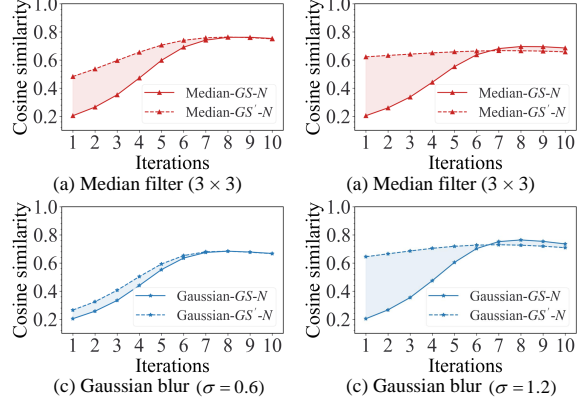 Cosine similarity
1.0
0.8
0.6
0.4
0.2
Median-GS-N
Median-GS′-N
1 2 3 4 5 6 7 8 9 10
Iterations
(a) Median filter (3 × 3)
Cosine similarity
1.0
0.8
0.6
0.4
0.2
Median-GS-N
Median-GS′-N
1 2 3 4 5 6 7 8 9 10
Iterations
(a) Median filter (3 × 3)
Cosine similarity
1.0
0.8
0.6
0.4
0.2
Gaussian-GS-N
Gaussian-GS′-N
1 2 3 4 5 6 7 8 9 10
Iterations
(c) Gaussian blur (σ = 0.6)
Cosine similarity
1.0
0.8
0.6
0.4
0.2
Gaussian-GS-N
Gaussian-GS′-N
1 2 3 4 5 6 7 8 9 10
Iterations
(c) Gaussian blur (σ = 1.2)